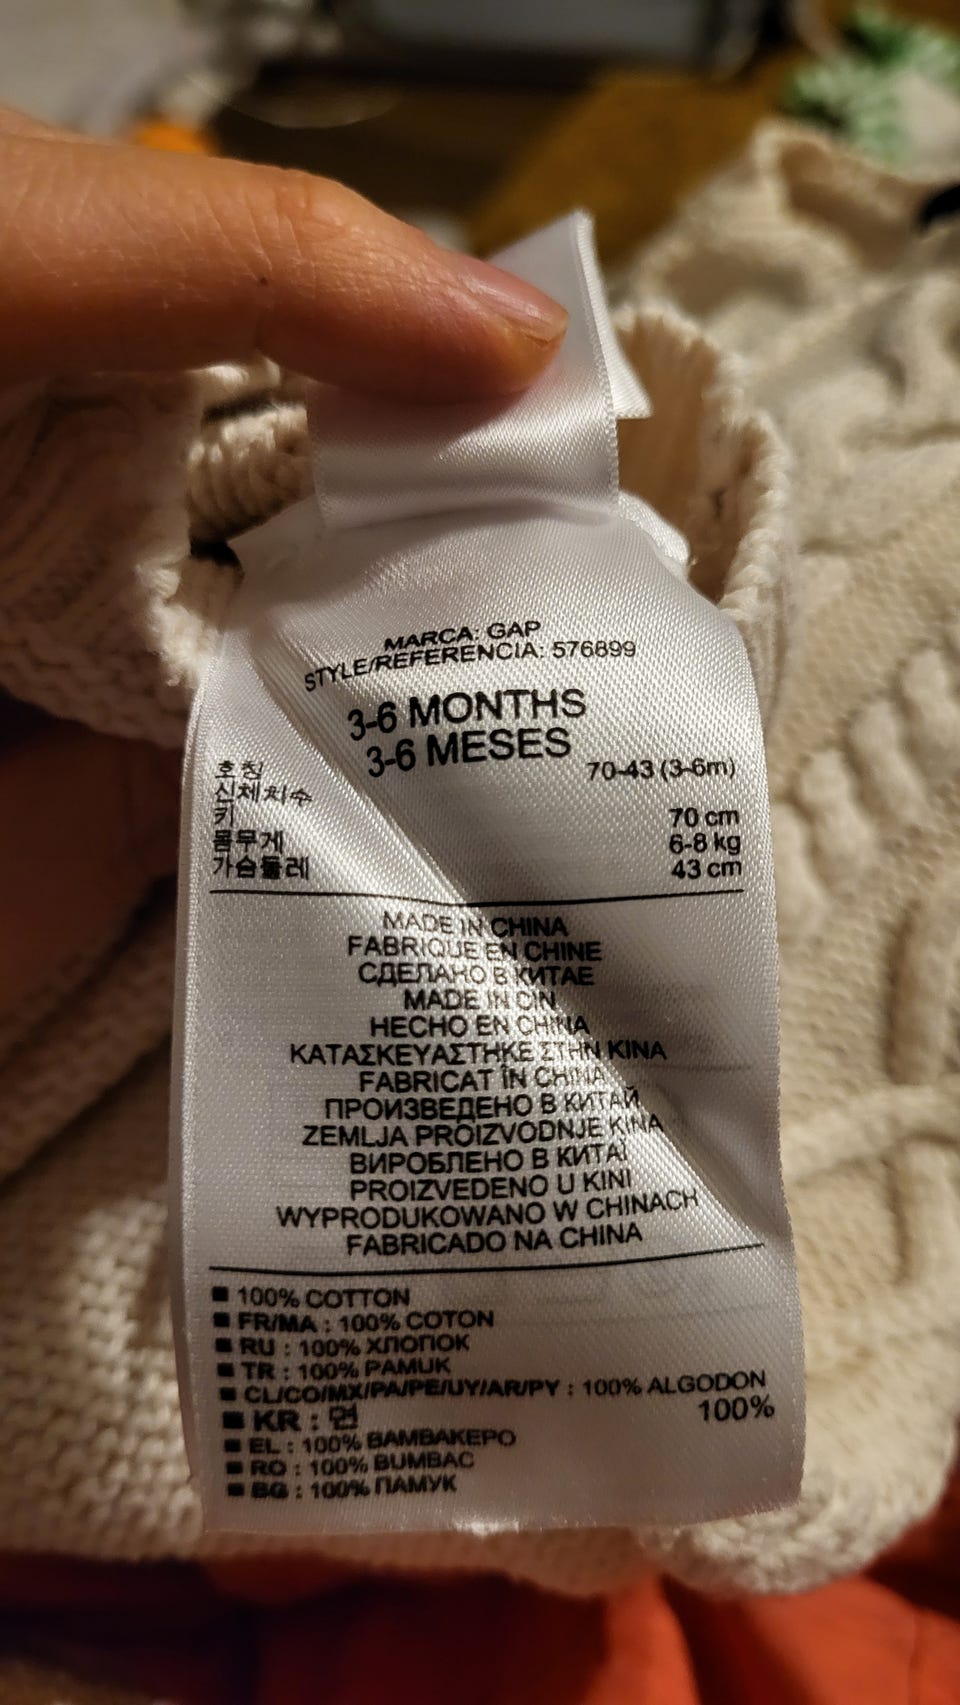 MARCA: GAP
STYLE/REFERENCIA: 576899
3-6 MONTHS
3-6 MESES
호칭 70-43 (3-6m)
신체치수
키 70 cm
몸무게 6-8 kg
가슴둘레 43 cm
MADE IN CHINA
FABRIQUE EN CHINE
СДЕЛАНО В КИТАЕ
MADE IN ÇIN
HECHO EN CHINA
ΚΑΤΑΣΚΕΥΑΣΤΗΚΕ ΣΤΗΝ ΚΙΝΑ
FABRICAT ÎN CHINA
ПРОИЗВЕДЕНО В КИТАЙ
ZEMLJA PROIZVODNJE KINA
ВИРОБЛЕНО В КИТАЇ
PROIZVEDENO U KINI
WYPRODUKOWANO W CHINACH
FABRICADO NA CHINA
■ 100% COTTON
■ FR/MA : 100% COTON
■ RU : 100% ХЛОПОК
■ TR : 100% PAMUK
■ CL/CO/MX/PA/PE/UY/AR/PY : 100% ALGODON
■ KR : 면 100%
■ EL : 100% ΒΑΜΒΑΚΕΡΟ
■ RO : 100% BUMBAC
■ BG : 100% ПАМУК